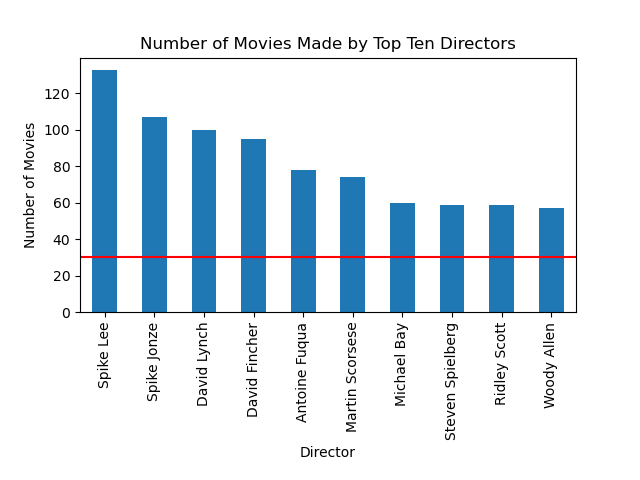 Number of Movies Made by Top Ten Directors
Number of Movies
120
100
80
60
40
20
0
Spike Lee
Spike Jonze
David Lynch
David Fincher
Antoine Fuqua
Martin Scorsese
Michael Bay
Steven Spielberg
Ridley Scott
Woody Allen
Director